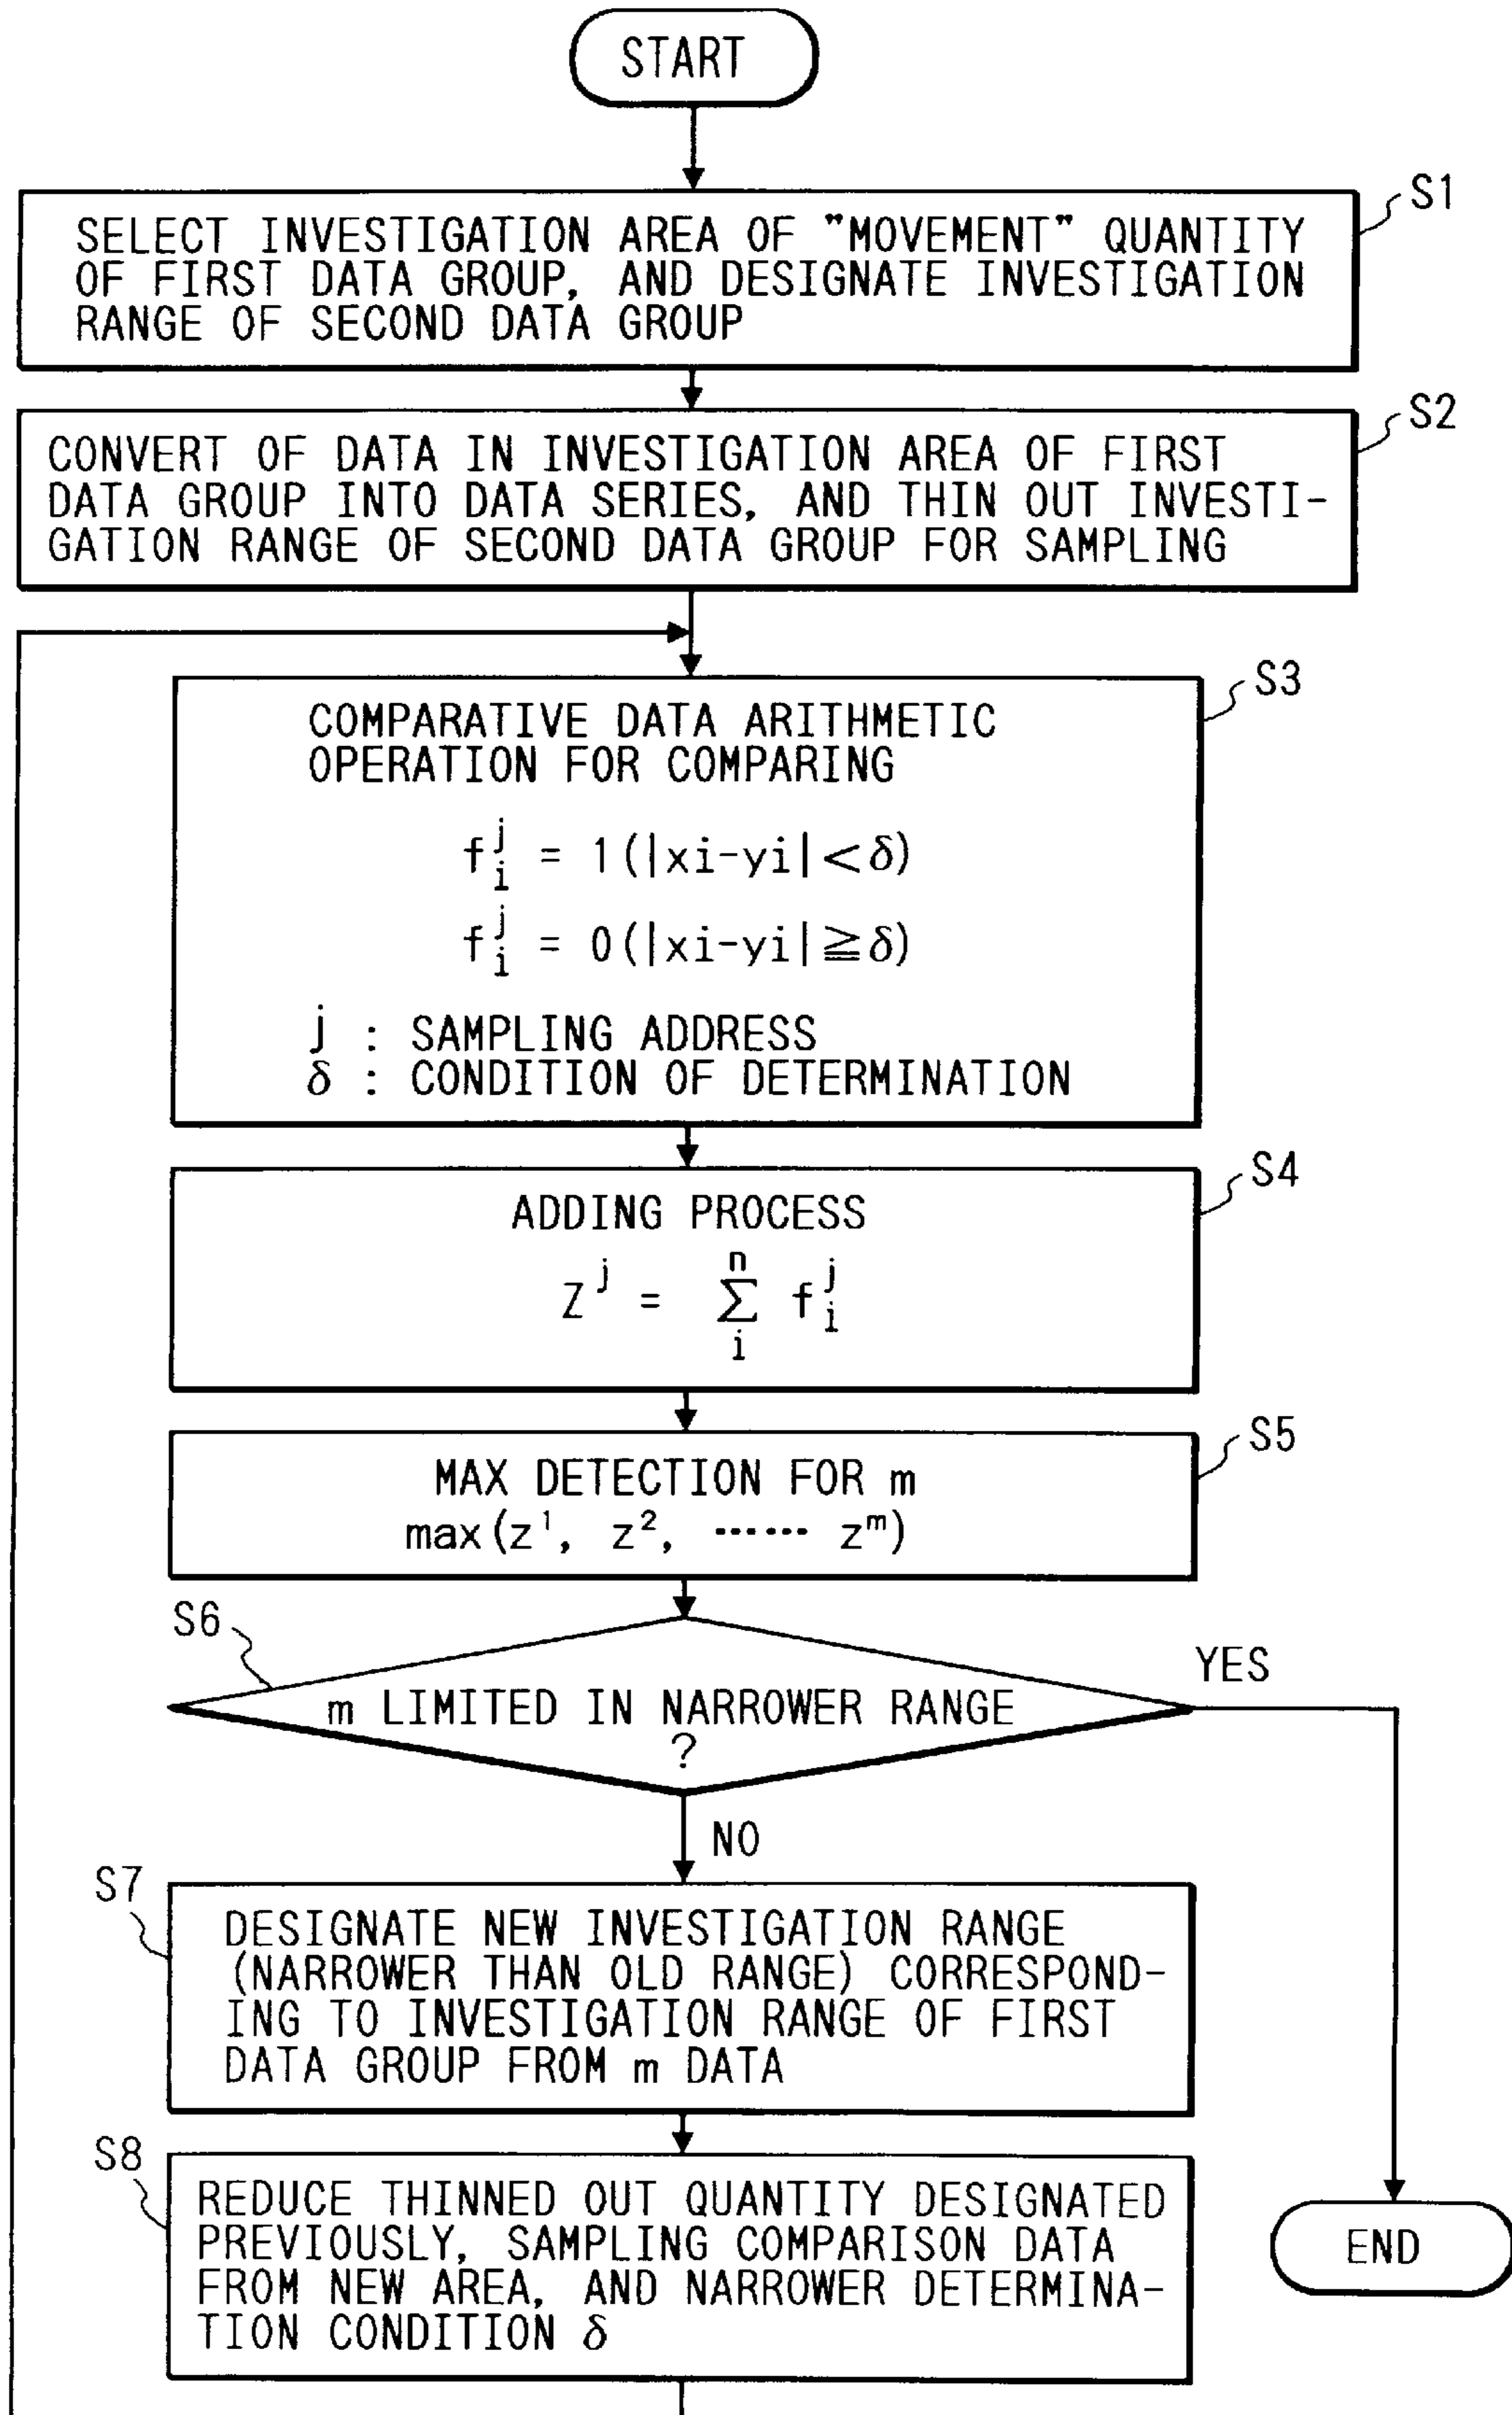 START
S1
SELECT INVESTIGATION AREA OF "MOVEMENT" QUANTITY
OF FIRST DATA GROUP, AND DESIGNATE INVESTIGATION
RANGE OF SECOND DATA GROUP
S2
CONVERT OF DATA IN INVESTIGATION AREA OF FIRST
DATA GROUP INTO DATA SERIES, AND THIN OUT INVESTI-
GATION RANGE OF SECOND DATA GROUP FOR SAMPLING
S3
COMPARATIVE DATA ARITHMETIC
OPERATION FOR COMPARING
f_i^j = 1(|xi-yi|<δ)
f_i^j = 0(|xi-yi|≧δ)
j : SAMPLING ADDRESS
δ : CONDITION OF DETERMINATION
S4
ADDING PROCESS
Z^j = Σ_i^n f_i^j
S5
MAX DETECTION FOR m
max(z¹, z², ⋯⋯ z^m)
S6
m LIMITED IN NARROWER RANGE
?
YES
NO
S7
DESIGNATE NEW INVESTIGATION RANGE
(NARROWER THAN OLD RANGE) CORRESPOND-
ING TO INVESTIGATION RANGE OF FIRST
DATA GROUP FROM m DATA
S8
REDUCE THINNED OUT QUANTITY DESIGNATED
PREVIOUSLY, SAMPLING COMPARISON DATA
FROM NEW AREA, AND NARROWER DETERMINA-
TION CONDITION δ
END